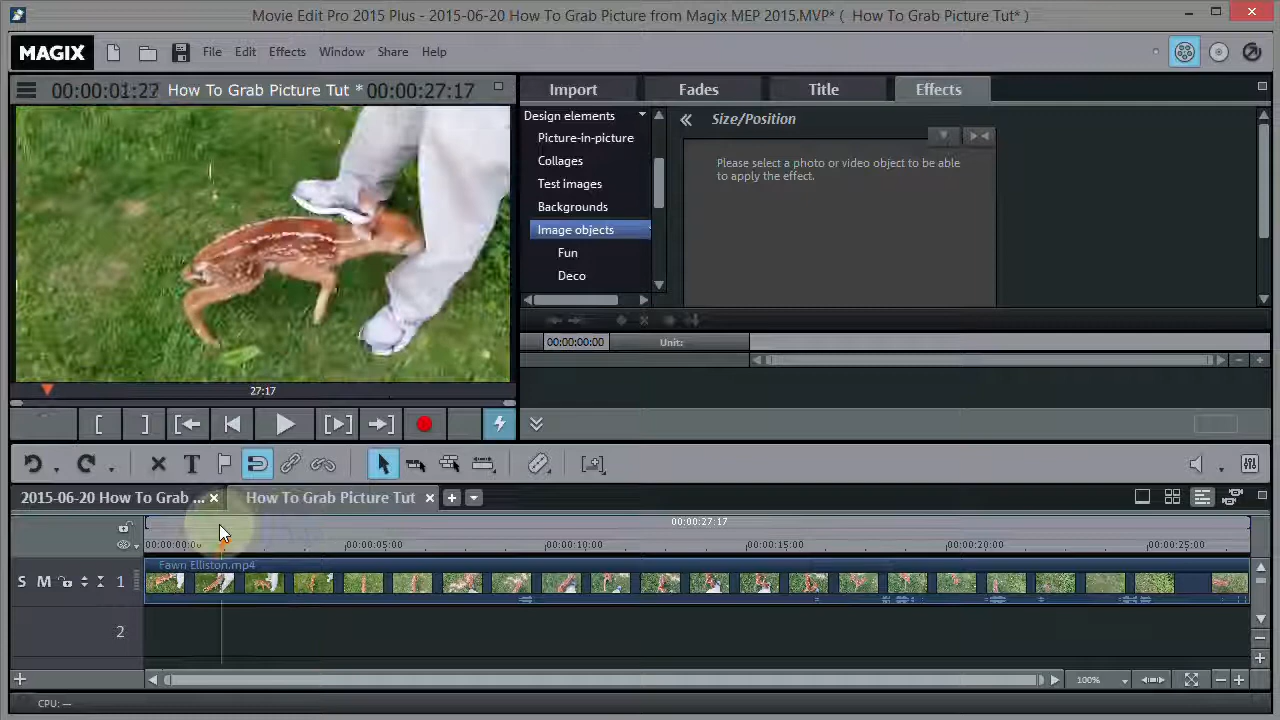 Movie Edit Pro 2015 Plus - 2015-06-20 How To Grab Picture from Magix MEP 2015.MVP* ( How To Grab Picture Tut* )
MAGIX File Edit Effects Window Share Help
00:00:01:22 How To Grab Picture Tut * 00:00:27:17
Import Fades Title Effects
Design elements
Picture-in-picture
Collages
Test images
Backgrounds
Image objects
Fun
Deco
Size/Position
Please select a photo or video object to be able
to apply the effect.
27:17
00:00:00:00 Unit:
2015-06-20 How To Grab ... How To Grab Picture Tut
00:00:27:17
00:00:00:00 00:00:05:00 00:00:10:00 00:00:15:00 00:00:20:00 00:00:25:00
Fawn Elliston.mp4
S M 1
2
100%
CPU: —